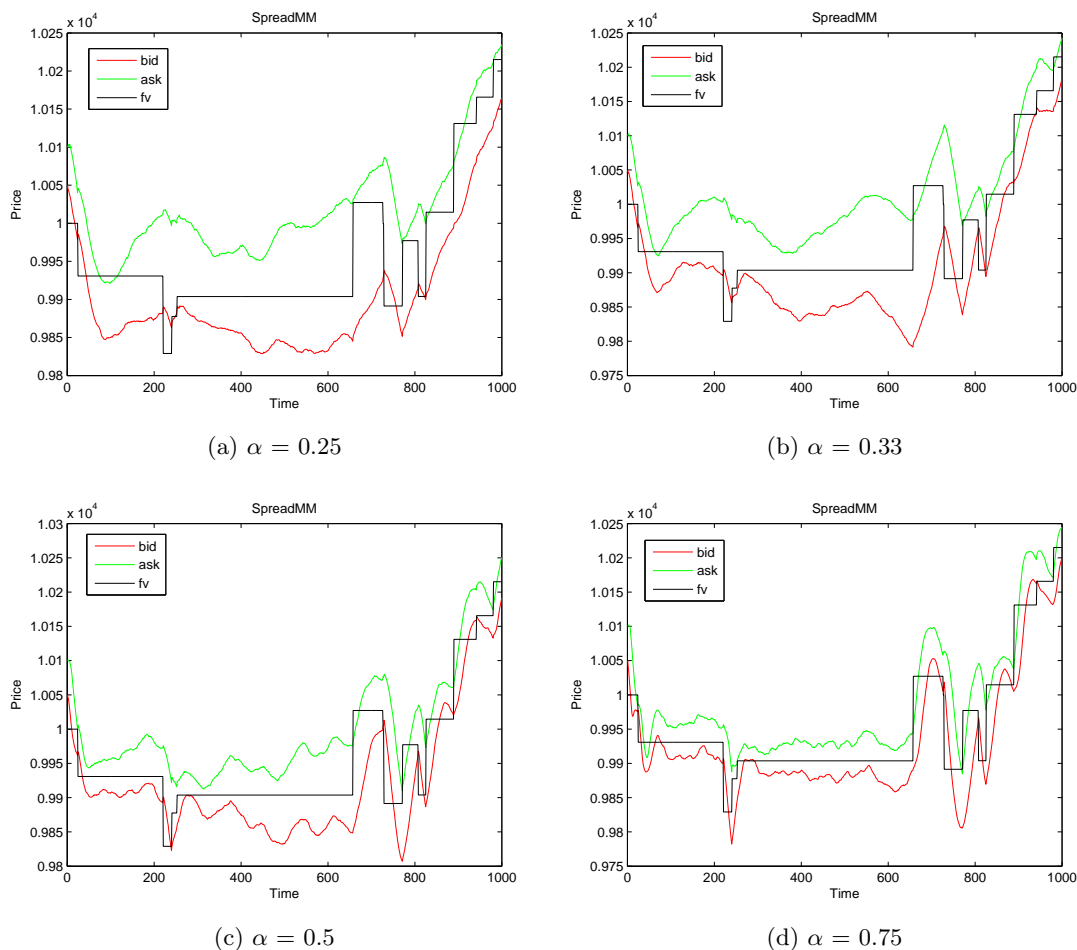 SpreadMM
x 10^4
1.025
1.02
1.015
1.01
1.005
1
0.995
0.99
0.985
0.98
Price
0 200 400 600 800 1000
Time
bid
ask
fv
(a) α = 0.25
SpreadMM
x 10^4
1.025
1.02
1.015
1.01
1.005
1
0.995
0.99
0.985
0.98
0.975
Price
0 200 400 600 800 1000
Time
bid
ask
fv
(b) α = 0.33
SpreadMM
x 10^4
1.03
1.025
1.02
1.015
1.01
1.005
1
0.995
0.99
0.985
0.98
Price
0 200 400 600 800 1000
Time
bid
ask
fv
(c) α = 0.5
SpreadMM
x 10^4
1.025
1.02
1.015
1.01
1.005
1
0.995
0.99
0.985
0.98
0.975
Price
0 200 400 600 800 1000
Time
bid
ask
fv
(d) α = 0.75